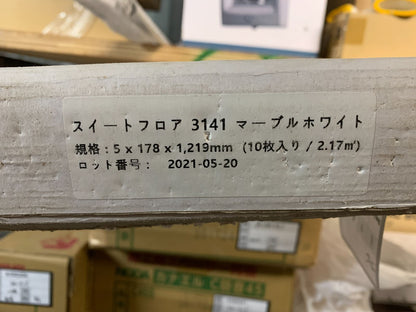 スイートフロア 3141 マーブルホワイト
規格：5 x 178 x 1,219mm (10枚入り / 2.17㎡)
ロット番号： 2021-05-20